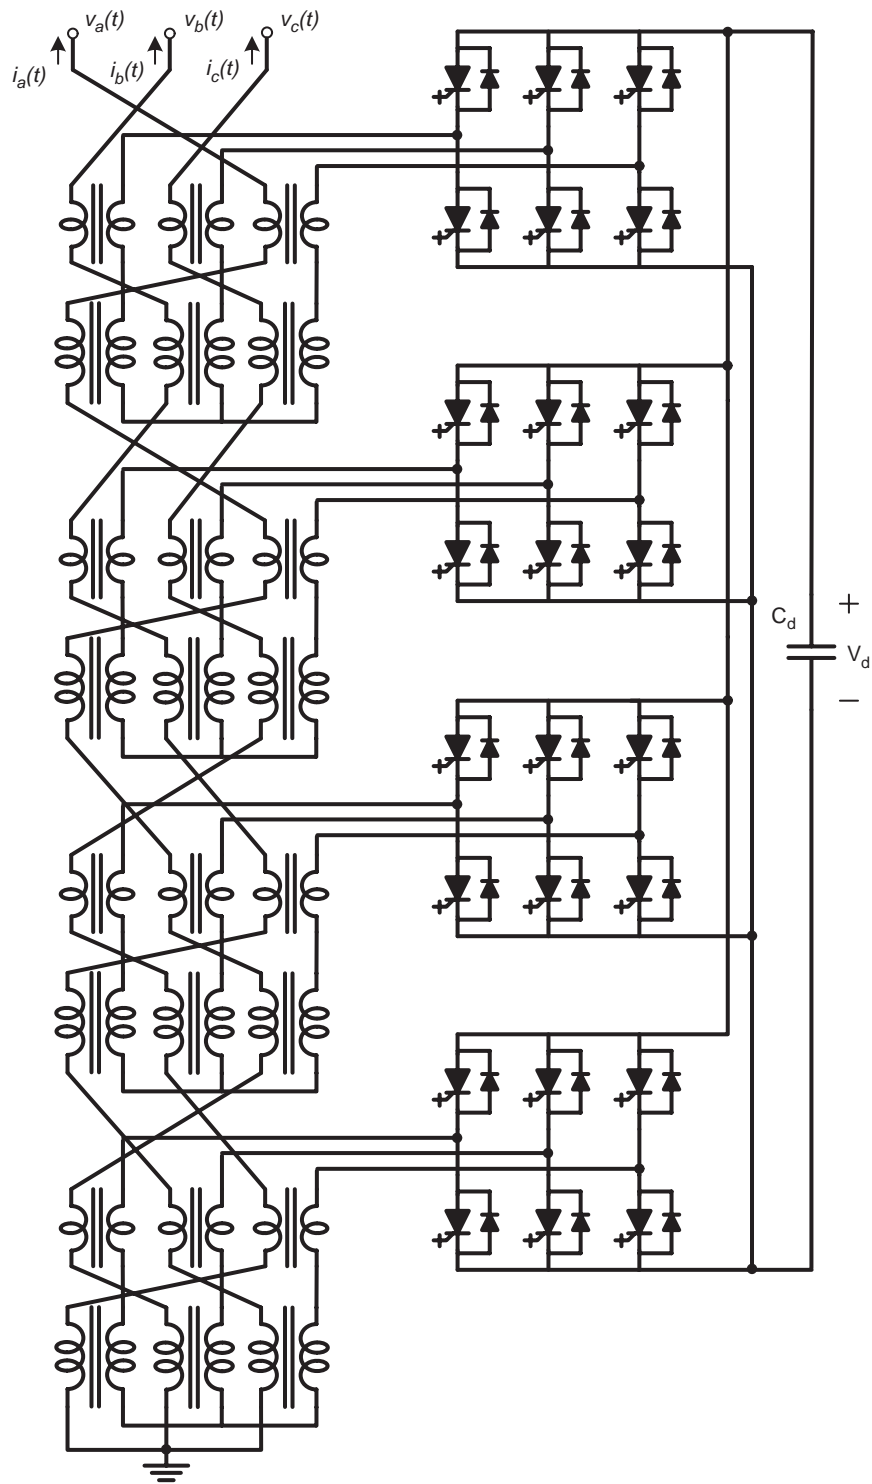 v_a(t) v_b(t) v_c(t)
i_a(t) i_b(t) i_c(t)
+
C_d
V_d
−